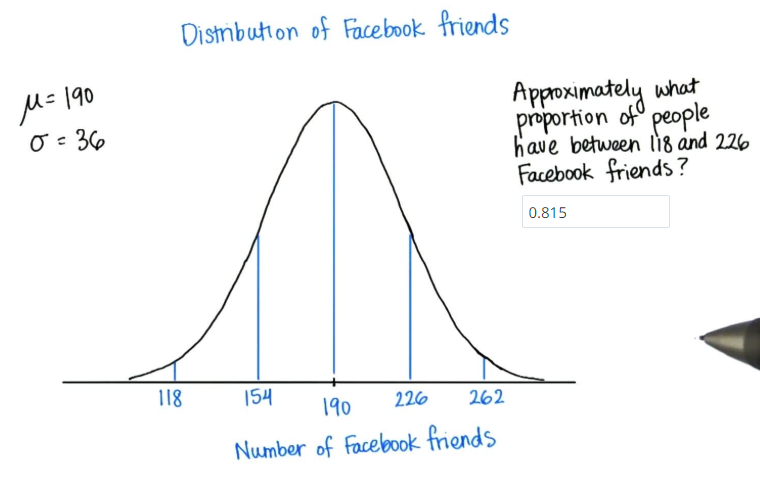 Distribution of Facebook friends
μ = 190
σ = 36
Approximately what
proportion of people
have between 118 and 226
Facebook friends?
0.815
118 154 190 226 262
Number of Facebook friends